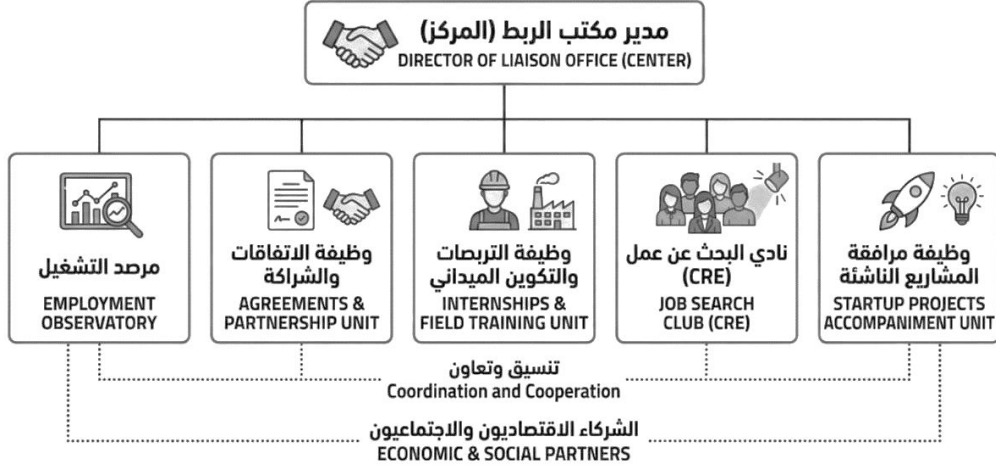 مدير مكتب الربط (المركز)
DIRECTOR OF LIAISON OFFICE (CENTER)
مرصد التشغيل
EMPLOYMENT
OBSERVATORY
وظيفة الاتفاقات
والشراكة
AGREEMENTS &
PARTNERSHIP UNIT
وظيفة التربصات
والتكوين الميداني
INTERNSHIPS &
FIELD TRAINING UNIT
نادي البحث عن عمل
(CRE)
JOB SEARCH
CLUB (CRE)
وظيفة مرافقة
المشاريع الناشئة
STARTUP PROJECTS
ACCOMPANIMENT UNIT
تنسيق وتعاون
Coordination and Cooperation
الشركاء الاقتصاديون والاجتماعيون
ECONOMIC & SOCIAL PARTNERS